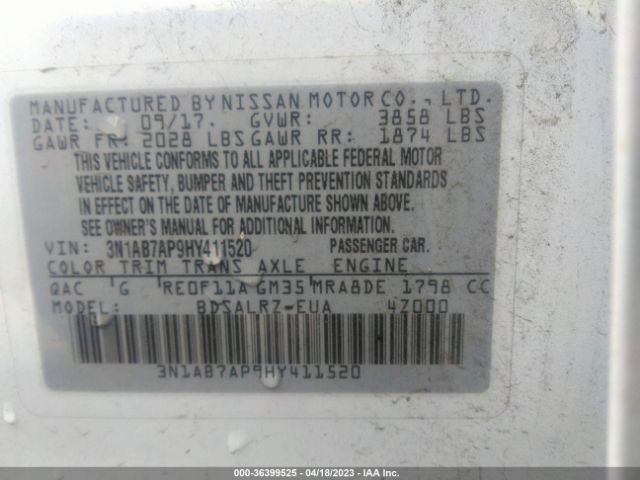 MANUFACTURED BY NISSAN MOTOR CO., LTD.
DATE: 09/17. GVWR: 3858 LBS
GAWR FR: 2028 LBS GAWR RR: 1874 LBS
THIS VEHICLE CONFORMS TO ALL APPLICABLE FEDERAL MOTOR
VEHICLE SAFETY, BUMPER AND THEFT PREVENTION STANDARDS
IN EFFECT ON THE DATE OF MANUFACTURE SHOWN ABOVE.
SEE OWNER'S MANUAL FOR ADDITIONAL INFORMATION.
VIN: 3N1AB7AP9HY411520 PASSENGER CAR.
COLOR TRIM TRANS AXLE ENGINE
QAC G RE0F11A GM35 MRA8DE 1798 CC
MODEL: BDSALRZ-EUA 4Z000
3N1AB7AP9HY411520
000-36399525 - 04/18/2023 - IAA Inc.